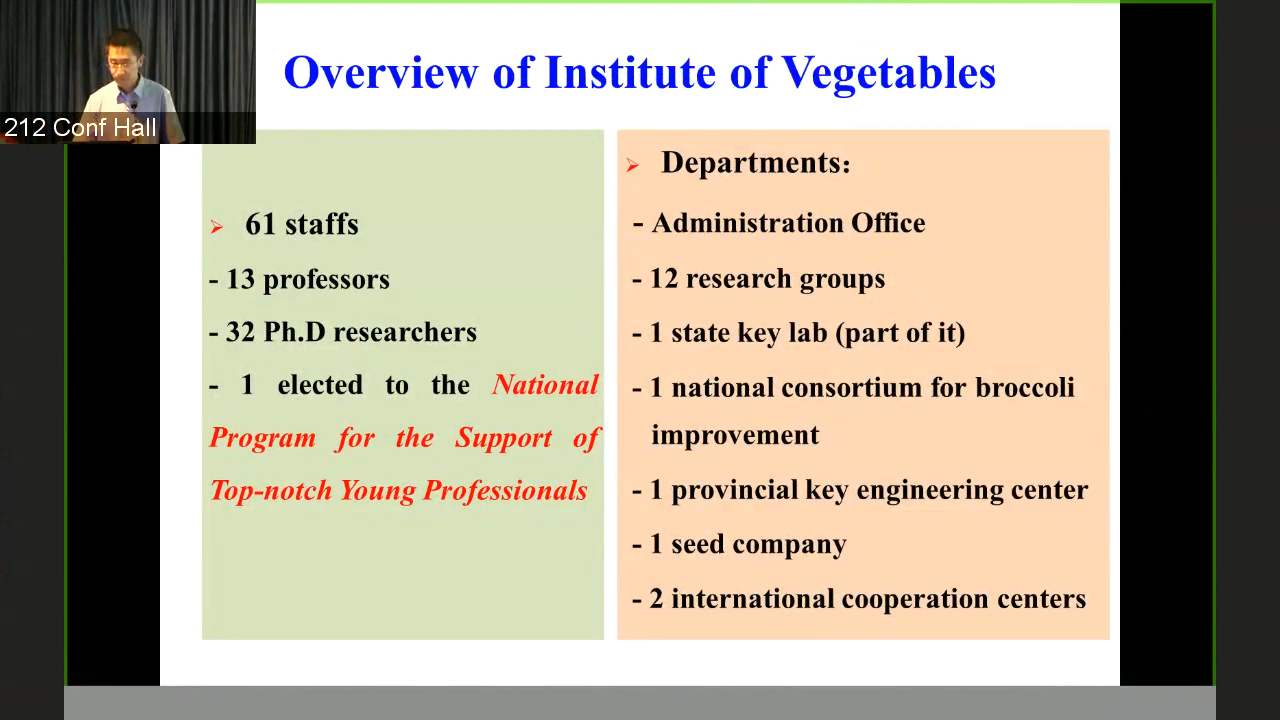 Overview of Institute of Vegetables
212 Conf Hall
➢ 61 staffs
- 13 professors
- 32 Ph.D researchers
- 1 elected to the National
Program for the Support of
Top-notch Young Professionals
➢ Departments：
- Administration Office
- 12 research groups
- 1 state key lab (part of it)
- 1 national consortium for broccoli
improvement
- 1 provincial key engineering center
- 1 seed company
- 2 international cooperation centers